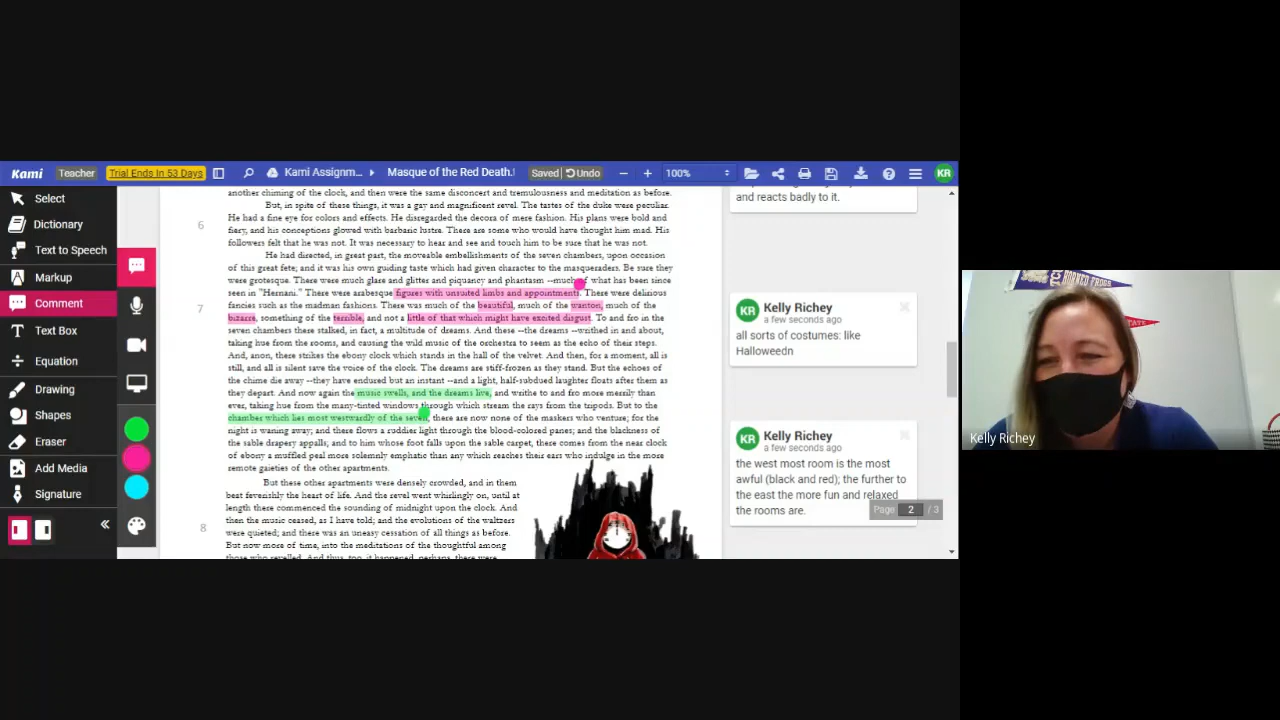 Kami Teacher Trial Ends In 53 Days Kami Assignm... Masque of the Red Death. Saved Undo 100% KR
Select
Dictionary
Text to Speech
Markup
Comment
Text Box
Equation
Drawing
Shapes
Eraser
Add Media
Signature
another chiming of the clock, and then were the same disconcert and tremulousness and meditation as before.
6
But, in spite of these things, it was a gay and magnificent revel. The tastes of the duke were peculiar.
He had a fine eye for colors and effects. He disregarded the decora of mere fashion. His plans were bold and
fiery, and his conceptions glowed with barbaric lustre. There are some who would have thought him mad. His
followers felt that he was not. It was necessary to hear and see and touch him to be sure that he was not.
7
He had directed, in great part, the moveable embellishments of the seven chambers, upon occasion
of this great fete; and it was his own guiding taste which had given character to the masqueraders. Be sure they
were grotesque. There were much glare and glitter and piquancy and phantasm --much of what has been since
seen in "Hernani." There were arabesque figures with unsuited limbs and appointments. There were delirious
fancies such as the madman fashions. There was much of the beautiful, much of the wanton, much of the
bizarre, something of the terrible, and not a little of that which might have excited disgust. To and fro in the
seven chambers there stalked, in fact, a multitude of dreams. And these --the dreams --writhed in and about,
taking hue from the rooms, and causing the wild music of the orchestra to seem as the echo of their steps.
And, anon, there strikes the ebony clock which stands in the hall of the velvet. And then, for a moment, all is
still, and all is silent save the voice of the clock. The dreams are stiff-frozen as they stand. But the echoes of
the chime die away --they have endured but an instant --and a light, half-subdued laughter floats after them as
they depart. And now again the music swells, and the dreams live, and writhe to and fro more merrily than
ever, taking hue from the many-tinted windows through which stream the rays from the tripods. But to the
chamber which lies most westwardly of the seven, there are now none of the maskers who venture; for the
night is waning away; and there flows a ruddier light through the blood-colored panes; and the blackness of
the sable drapery appalls; and to him whose foot falls upon the sable carpet, there comes from the near clock
of ebony a muffled peal more solemnly emphatic than any which reaches their ears who indulge in the more
remote gaieties of the other apartments.
8
But these other apartments were densely crowded, and in them
beat feverishly the heart of life. And the revel went whirlingly on, until at
length there commenced the sounding of midnight upon the clock. And
then the music ceased, as I have told; and the evolutions of the waltzers
were quieted; and there was an uneasy cessation of all things as before.
But now more of time, into the meditations of the thoughtful among
those who revelled. And thus, too, it happened, perhaps, there were
and reacts badly to it.
KR Kelly Richey
a few seconds ago
all sorts of costumes: like
Halloweedn
KR Kelly Richey
a few seconds ago
the west most room is the most
awful (black and red); the further to
the east the more fun and relaxed
the rooms are.
Page 2 / 3
HORNED FROGS
Kelly Richey